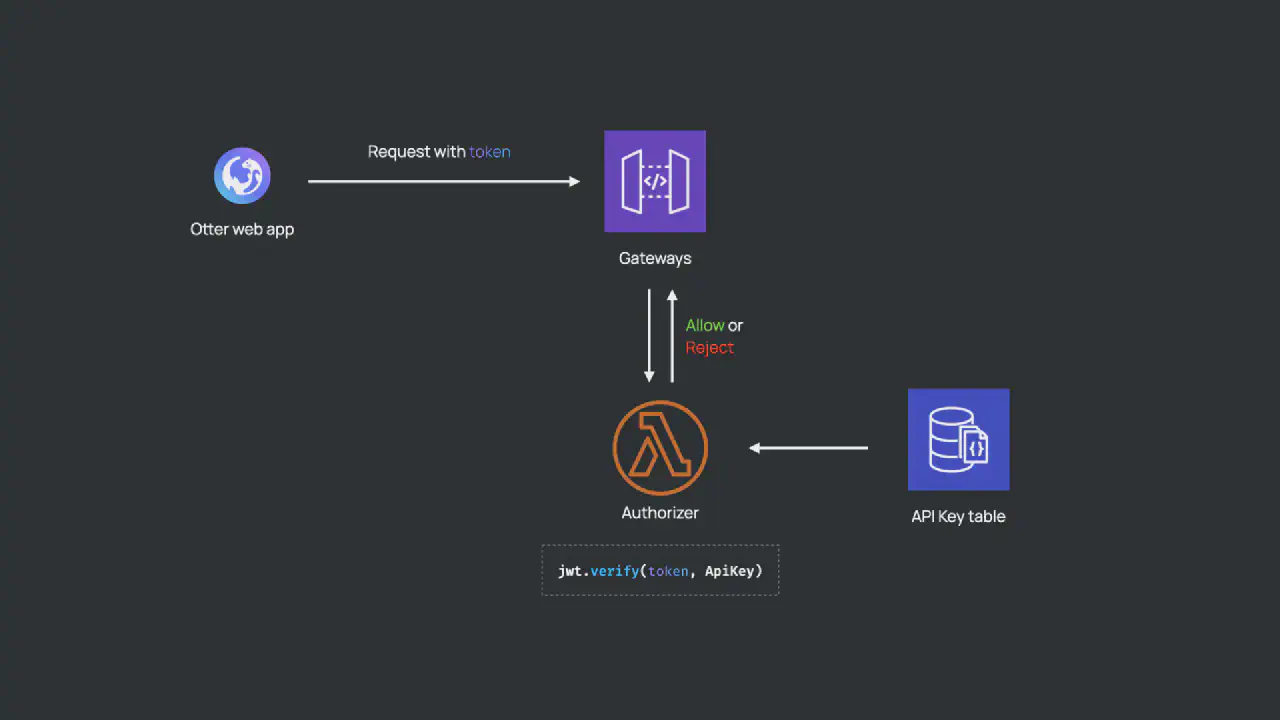 Request with token
Otter web app
</>
Gateways
Allow or
Reject
{}
Authorizer
API Key table
jwt.verify(token, ApiKey)